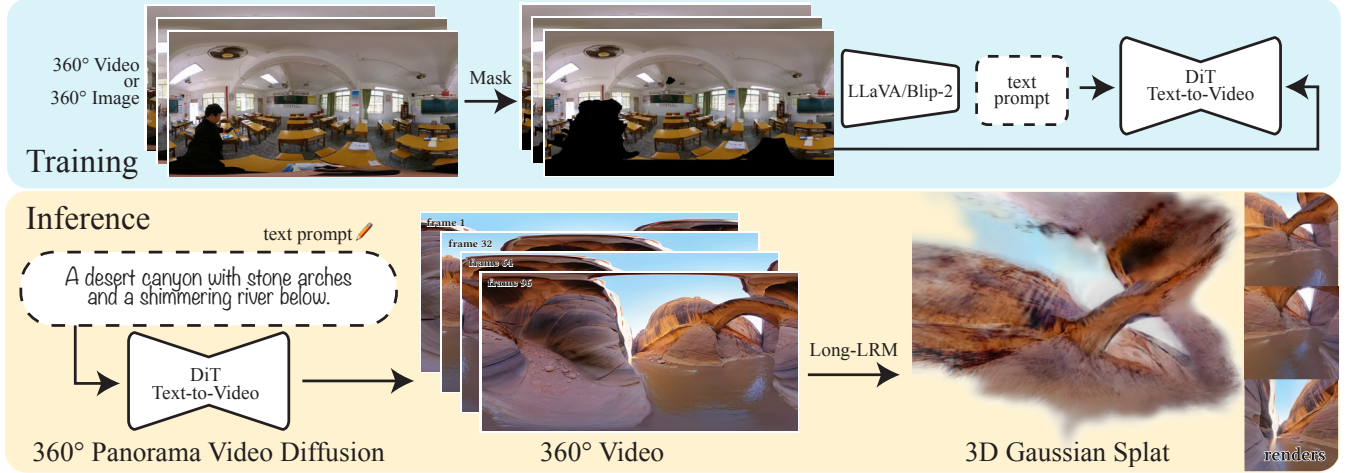 360° Video
or
360° Image
Mask
LLaVA/Blip-2
text
prompt
DiT
Text-to-Video
Training
Inference
text prompt
A desert canyon with stone arches
and a shimmering river below.
DiT
Text-to-Video
360° Panorama Video Diffusion
frame 1
frame 32
frame 64
frame 96
360° Video
Long-LRM
3D Gaussian Splat
renders